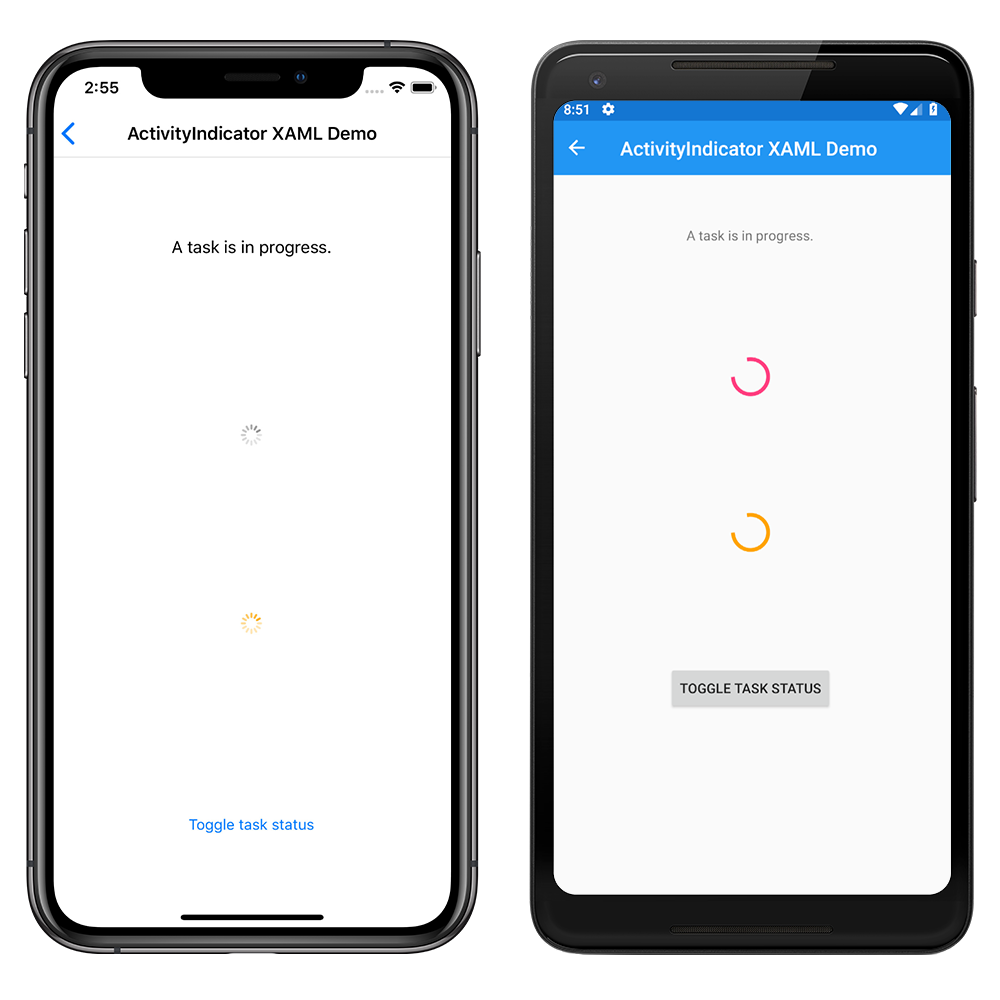 2:55
ActivityIndicator XAML Demo
A task is in progress.
Toggle task status
8:51
ActivityIndicator XAML Demo
A task is in progress.
TOGGLE TASK STATUS